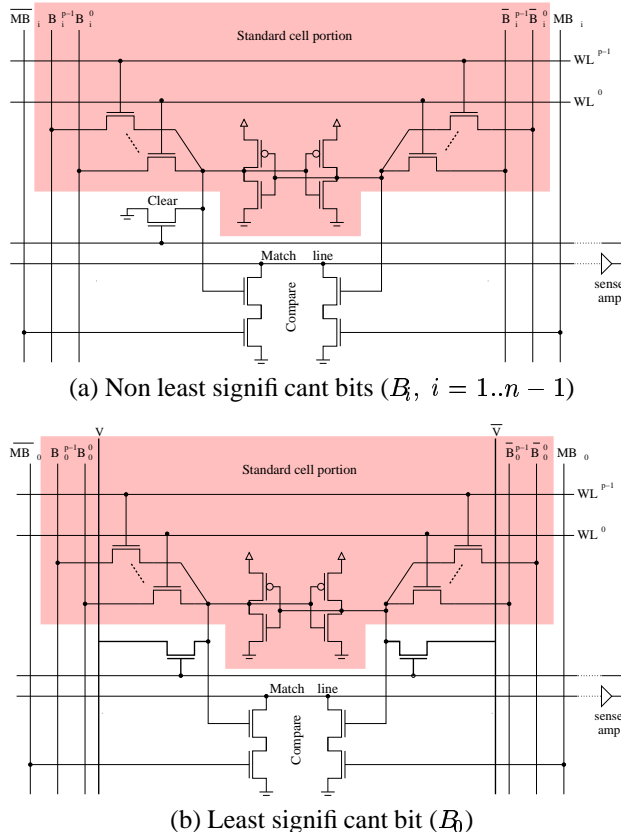 MB i B i p−1 B i 0 B i p−1 B i 0 MB i
Standard cell portion
WL p−1
WL 0
Clear
Match line
Compare
sense
amp
(a) Non least signifi cant bits (B_i, i = 1..n − 1)
V V
MB 0 B 0 p−1 B 0 0 B 0 p−1 B 0 0 MB 0
Standard cell portion
WL p−1
WL 0
Match line
Compare
sense
amp
(b) Least signifi cant bit (B_0)